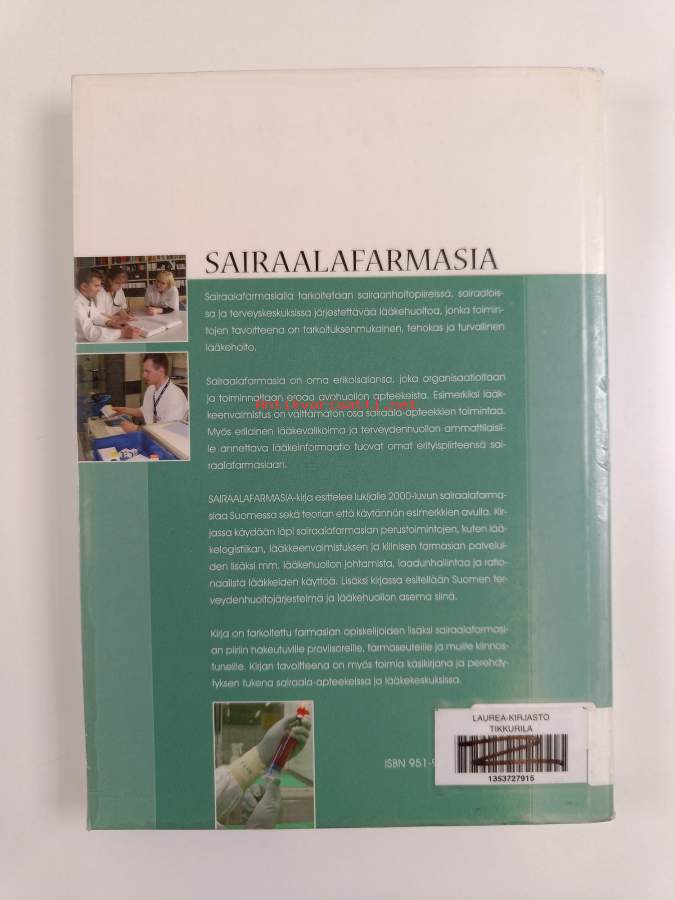 SAIRAALAFARMASIA
Sairaalafarmasialla tarkoitetaan sairaanhoitopiireissä, sairaalois-
sa ja terveyskeskuksissa järjestettävää lääkehuoltoa, jonka toimin-
tojen tavoitteena on tarkoituksenmukainen, tehokas ja turvallinen
lääkehoito.
Sairaalafarmasia on oma erikoisalansa, joka organisaatioltaan
ja toiminnaltaan eroaa avohuollon apteekeista. Esimerkiksi lääk-
Antikvariaatti.net
keenvalmistus on välttämätön osa sairaala-apteekkien toimintaa.
Myös erilainen lääkevalikoima ja terveydenhuollon ammattilaisil-
le annettava lääkeinformaatio tuovat omat erityispiirteensä sai-
raalafarmasiaan.
SAIRAALAFARMASIA-kirja esittelee lukijalle 2000-luvun sairaalafarma-
siaa Suomessa sekä teorian että käytännön esimerkkien avulla. Kir-
jassa käydään läpi sairaalafarmasian perustoimintojen, kuten lää-
kelogistiikan, lääkkeenvalmistuksen ja kliinisen farmasian palvelui-
den lisäksi mm. lääkehuollon johtamista, laadunhallintaa ja ratio-
naalista lääkkeiden käyttöä. Lisäksi kirjassa esitellään Suomen ter-
veydenhuoltojärjestelmä ja lääkehuollon asema siinä.
Kirja on tarkoitettu farmasian opiskelijoiden lisäksi sairaalafarmasi-
an piiriin hakeutuville proviisoreille, farmaseuteille ja muille kiinnos-
tuneille. Kirjan tavoitteena on myös toimia käsikirjana ja perehdy-
tyksen tukena sairaala-apteekeissa ja lääkekeskuksissa.
LAUREA-KIRJASTO
TIKKURILA
ISBN 951-9
1353727915